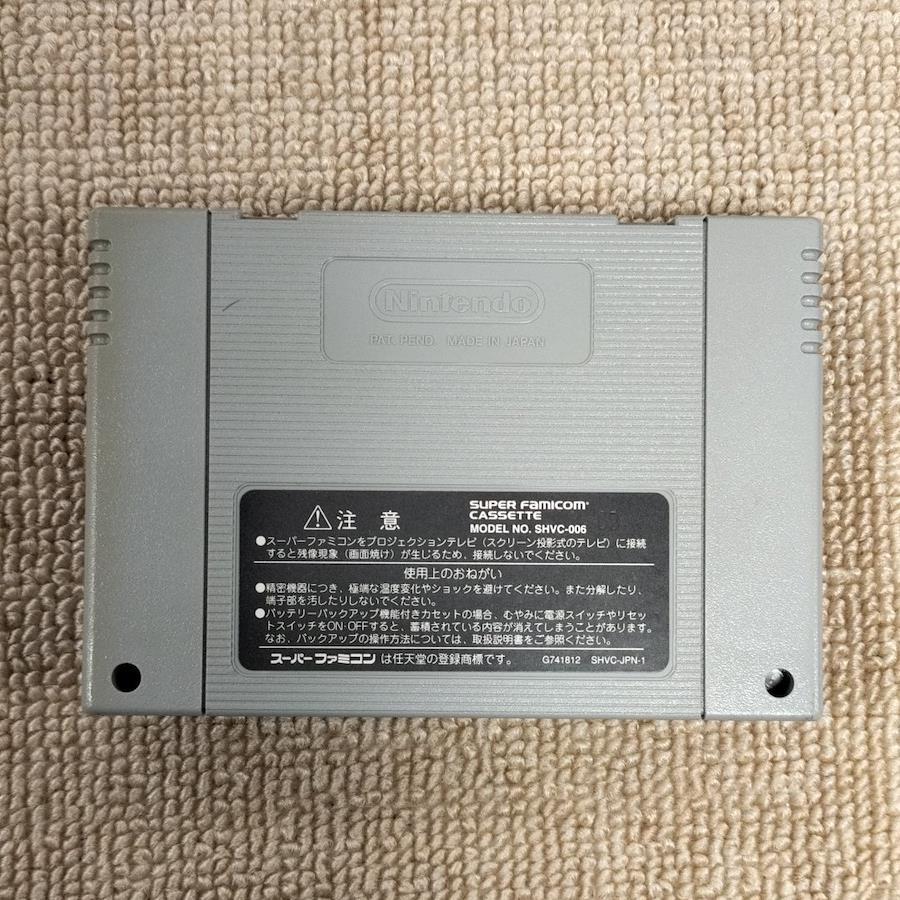 Nintendo
PAT. PEND. MADE IN JAPAN
⚠注 意
SUPER FAMICOM
CASSETTE
MODEL NO. SHVC-006
●スーパーファミコンをプロジェクションテレビ（スクリーン投影式のテレビ）に接続
すると残像現象（画面焼け）が生じるため、接続しないでください。
使用上のおねがい
●精密機器につき、極端な温度変化やショックを避けてください。また分解したり、
端子部を汚したりしないでください。
●バッテリーバックアップ機能付きカセットの場合、むやみに電源スイッチやリセッ
トスイッチをON·OFFすると、蓄積されている内容が消えてしまうことがあります。
なお、バックアップの操作方法については、取扱説明書をご参照ください。
スーパーファミコン は任天堂の登録商標です。 G741812 SHVC-JPN-1